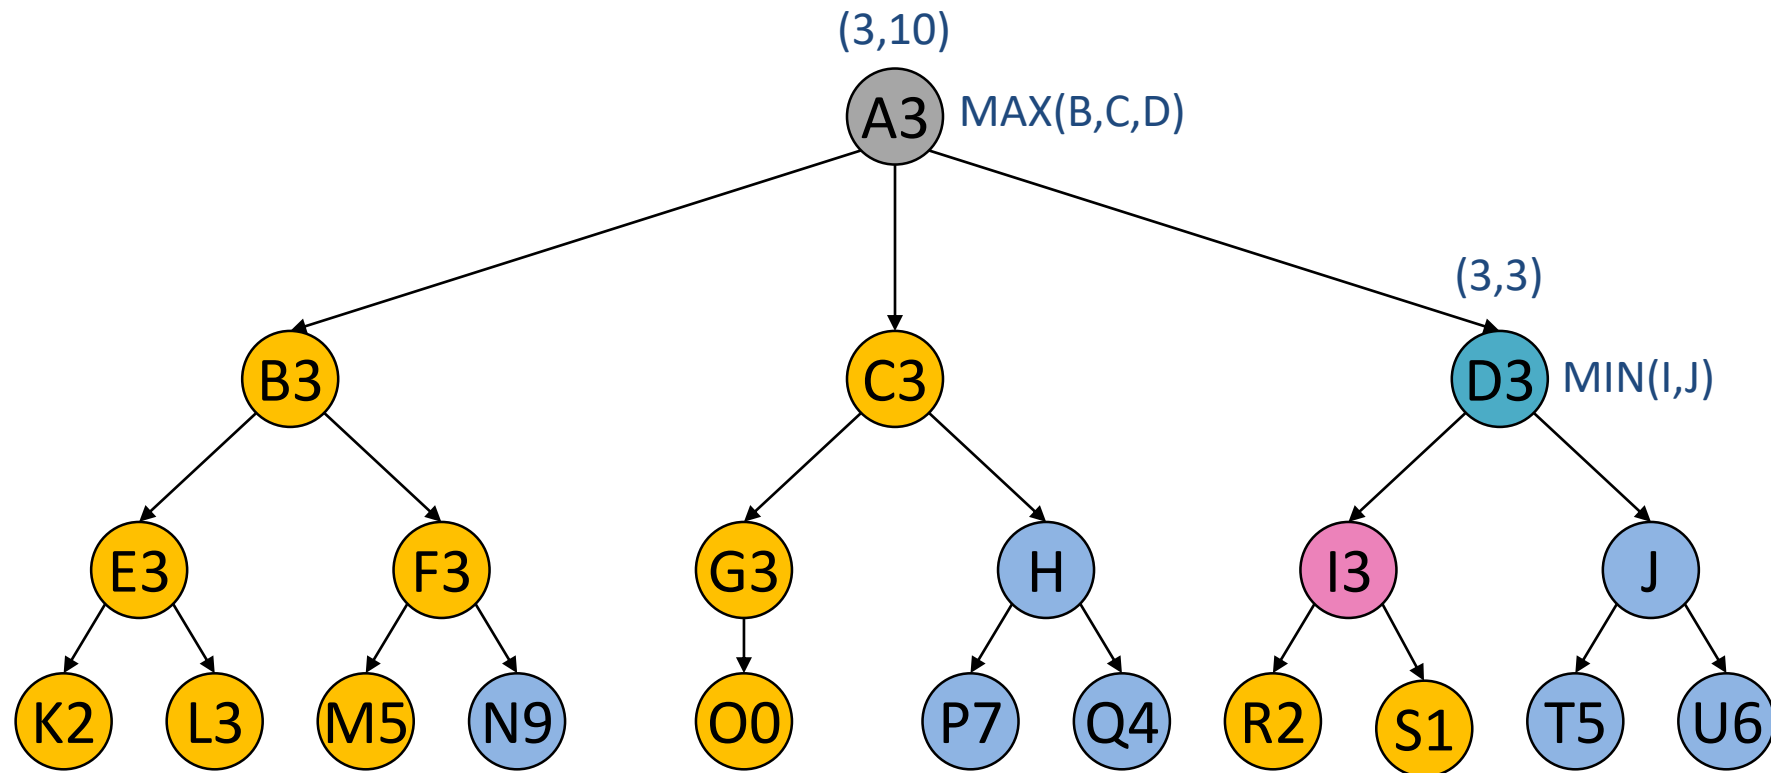 (3,10)
A3 MAX(B,C,D)
(3,3)
B3 C3 D3 MIN(I,J)
E3 F3 G3 H I3 J
K2 L3 M5 N9 O0 P7 Q4 R2 S1 T5 U6